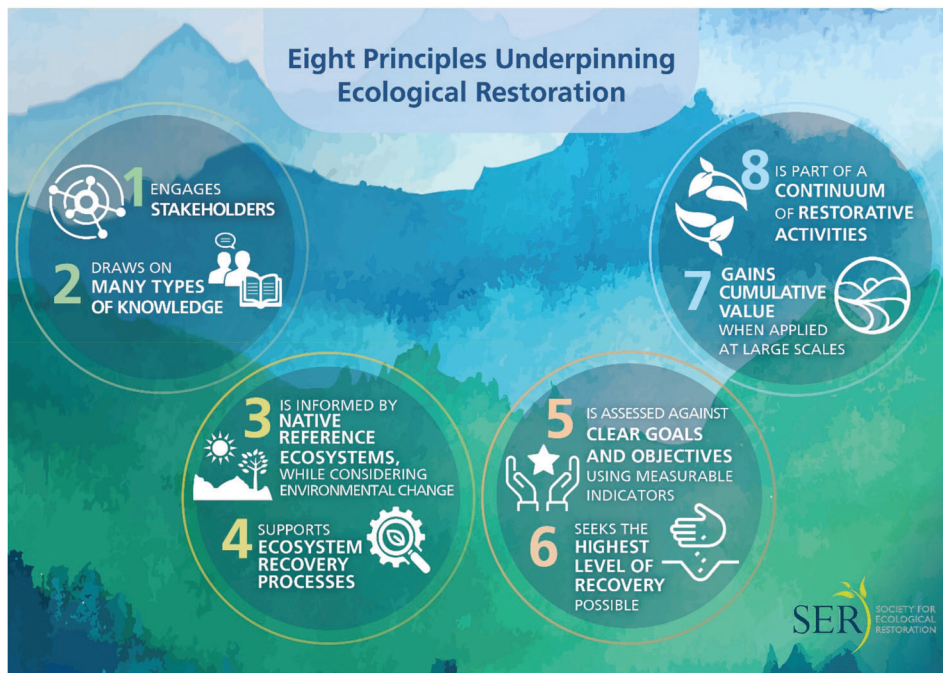 Eight Principles Underpinning
Ecological Restoration
1 ENGAGES
STAKEHOLDERS
2 DRAWS ON
MANY TYPES
OF KNOWLEDGE
3 IS INFORMED BY
NATIVE
REFERENCE
ECOSYSTEMS,
WHILE CONSIDERING
ENVIRONMENTAL CHANGE
4 SUPPORTS
ECOSYSTEM
RECOVERY
PROCESSES
5 IS ASSESSED AGAINST
CLEAR GOALS
AND OBJECTIVES
USING MEASURABLE
INDICATORS
6 SEEKS THE
HIGHEST
LEVEL OF
RECOVERY
POSSIBLE
7 GAINS
CUMULATIVE
VALUE
WHEN APPLIED
AT LARGE SCALES
8 IS PART OF A
CONTINUUM
OF RESTORATIVE
ACTIVITIES
SER
SOCIETY FOR
ECOLOGICAL
RESTORATION